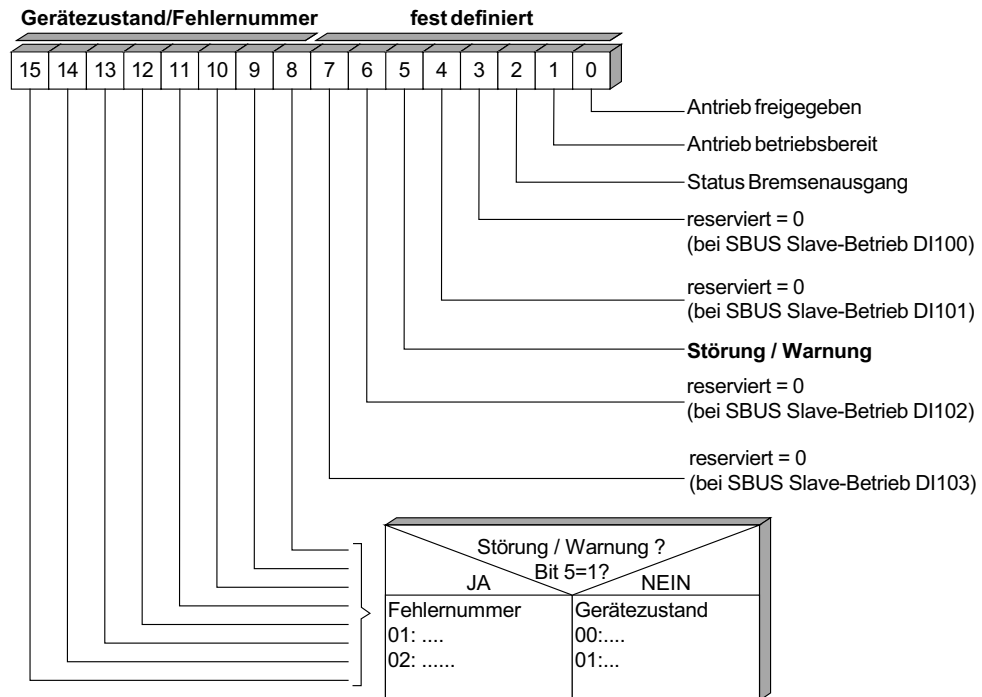 Gerätezustand/Fehlernummer fest definiert
15 14 13 12 11 10 9 8 7 6 5 4 3 2 1 0
Antrieb freigegeben
Antrieb betriebsbereit
Status Bremsenausgang
reserviert = 0
(bei SBUS Slave-Betrieb DI100)
reserviert = 0
(bei SBUS Slave-Betrieb DI101)
Störung / Warnung
reserviert = 0
(bei SBUS Slave-Betrieb DI102)
reserviert = 0
(bei SBUS Slave-Betrieb DI103)
Störung / Warnung ?
Bit 5=1?
JA NEIN
Fehlernummer Gerätezustand
01: .... 00:....
02: ...... 01:...